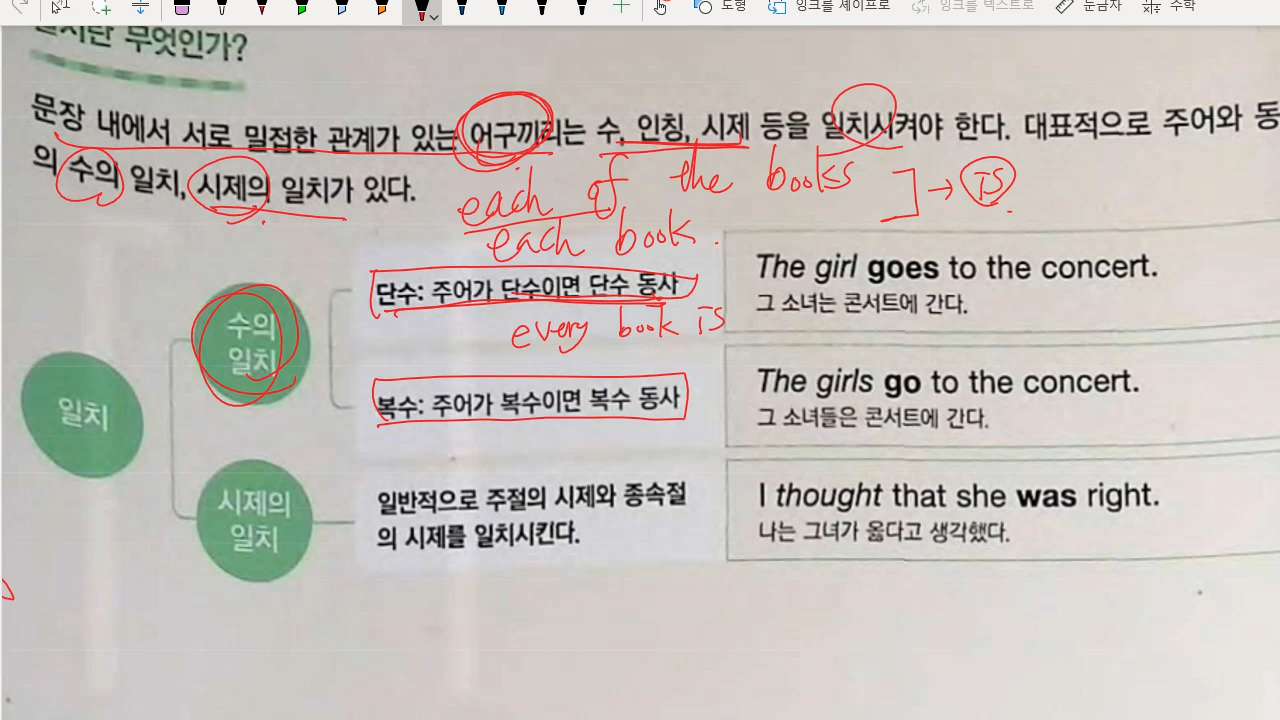 도형
잉크를 셰이프로
잉크를 텍스트로
눈금자
수학
무엇인가?
문장 내에서 서로 밀접한 관계가 있는 어구끼리는 수, 인칭, 시제 등을 일치시켜야 한다. 대표적으로 주어와 동
의 수의 일치, 시제의 일치가 있다.
each of the books → is
each book.
일치
수의
일치
단수: 주어가 단수이면 단수 동사
every book is
The girl goes to the concert.
그 소녀는 콘서트에 간다.
복수: 주어가 복수이면 복수 동사
The girls go to the concert.
그 소녀들은 콘서트에 간다.
시제의
일치
일반적으로 주절의 시제와 종속절
의 시제를 일치시킨다.
I thought that she was right.
나는 그녀가 옳다고 생각했다.